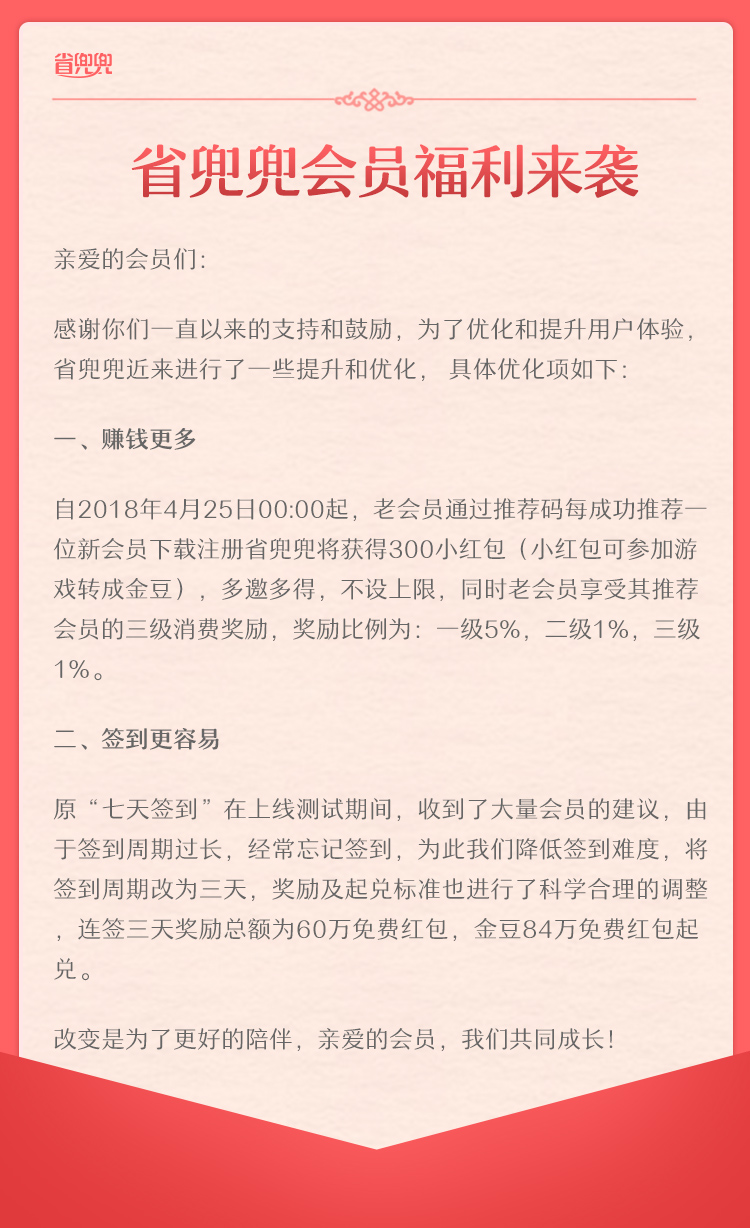 省兜兜
省兜兜会员福利来袭
亲爱的会员们：
感谢你们一直以来的支持和鼓励，为了优化和提升用户体验，
省兜兜近来进行了一些提升和优化， 具体优化项如下：
一、赚钱更多
自2018年4月25日00:00起，老会员通过推荐码每成功推荐一
位新会员下载注册省兜兜将获得300小红包（小红包可参加游
戏转成金豆），多邀多得，不设上限，同时老会员享受其推荐
会员的三级消费奖励，奖励比例为：一级5%，二级1%，三级
1%。
二、签到更容易
原“七天签到”在上线测试期间，收到了大量会员的建议，由
于签到周期过长，经常忘记签到，为此我们降低签到难度，将
签到周期改为三天，奖励及起兑标准也进行了科学合理的调整
，连签三天奖励总额为60万免费红包，金豆84万免费红包起
兑。
改变是为了更好的陪伴，亲爱的会员，我们共同成长！